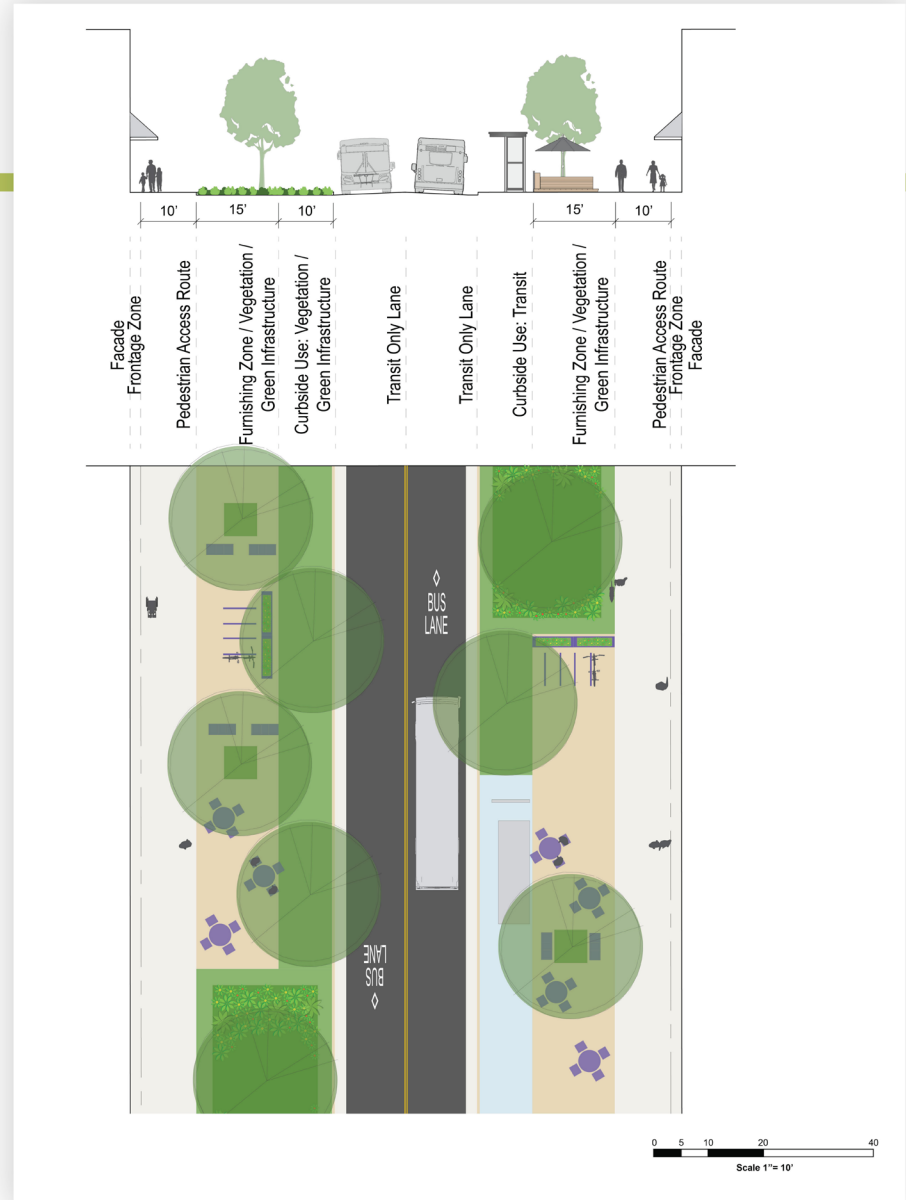 10'
15'
10'
15'
10'
Facade
Frontage Zone
Pedestrian Access Route
Furnishing Zone / Vegetation /
Green Infrastructure
Curbside Use: Vegetation /
Green Infrastructure
Transit Only Lane
Transit Only Lane
Curbside Use: Transit
Furnishing Zone / Vegetation /
Green Infrastructure
Pedestrian Access Route
Frontage Zone
Facade
BUS
LANE
BUS
LANE
0 5 10 20 40
Scale 1"= 10'